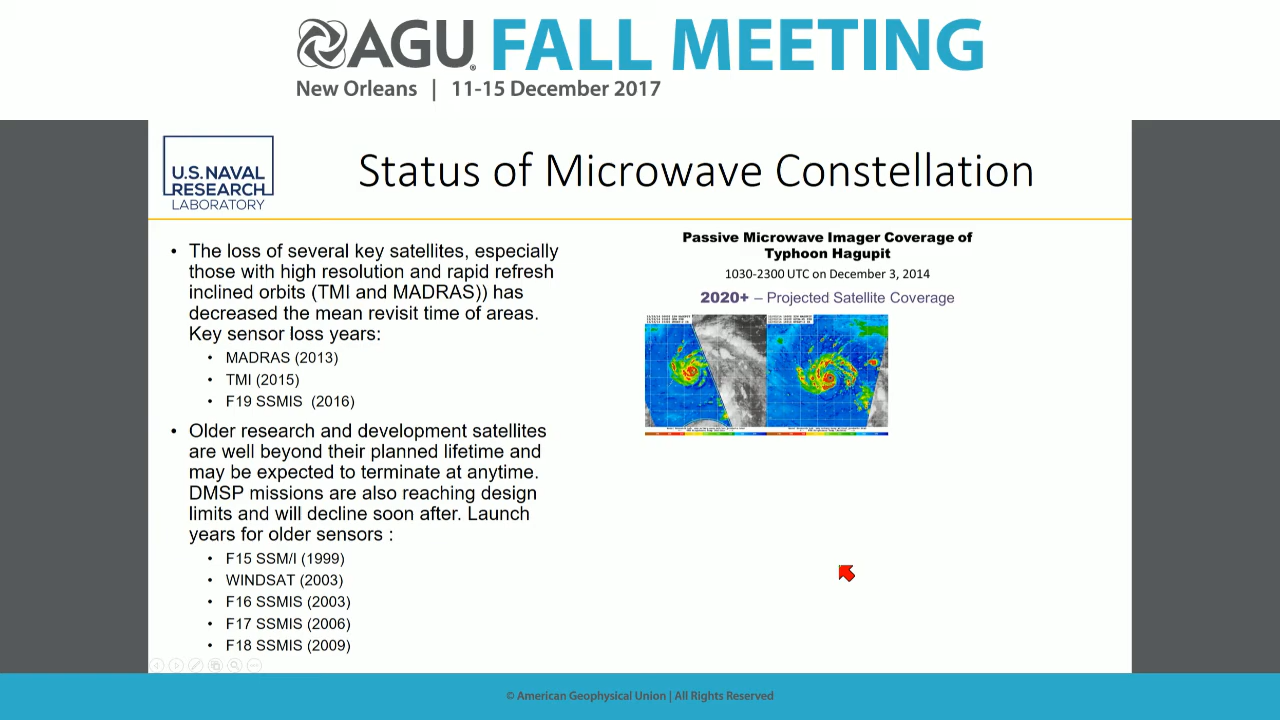 AGU FALL MEETING
New Orleans | 11-15 December 2017
U.S. NAVAL
RESEARCH
LABORATORY
Status of Microwave Constellation
• The loss of several key satellites, especially
those with high resolution and rapid refresh
inclined orbits (TMI and MADRAS)) has
decreased the mean revisit time of areas.
Key sensor loss years:
• MADRAS (2013)
• TMI (2015)
• F19 SSMIS (2016)
• Older research and development satellites
are well beyond their planned lifetime and
may be expected to terminate at anytime.
DMSP missions are also reaching design
limits and will decline soon after. Launch
years for older sensors :
• F15 SSM/I (1999)
• WINDSAT (2003)
• F16 SSMIS (2003)
• F17 SSMIS (2006)
• F18 SSMIS (2009)
Passive Microwave Imager Coverage of
Typhoon Hagupit
1030-2300 UTC on December 3, 2014
2020+ – Projected Satellite Coverage
© American Geophysical Union | All Rights Reserved